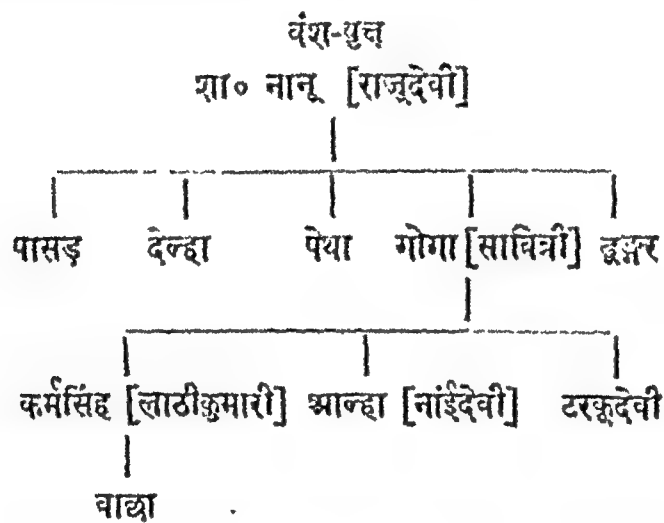 वंश-वृक्ष
शा० नानू [राजूदेवी]
पासड़ देल्हा पेथा गोगा [सावित्री] डूङ्गर
कर्मसिंह [लाठीकुमारी] आल्हा [नांईदेवी] टरकूदेवी
वाछा